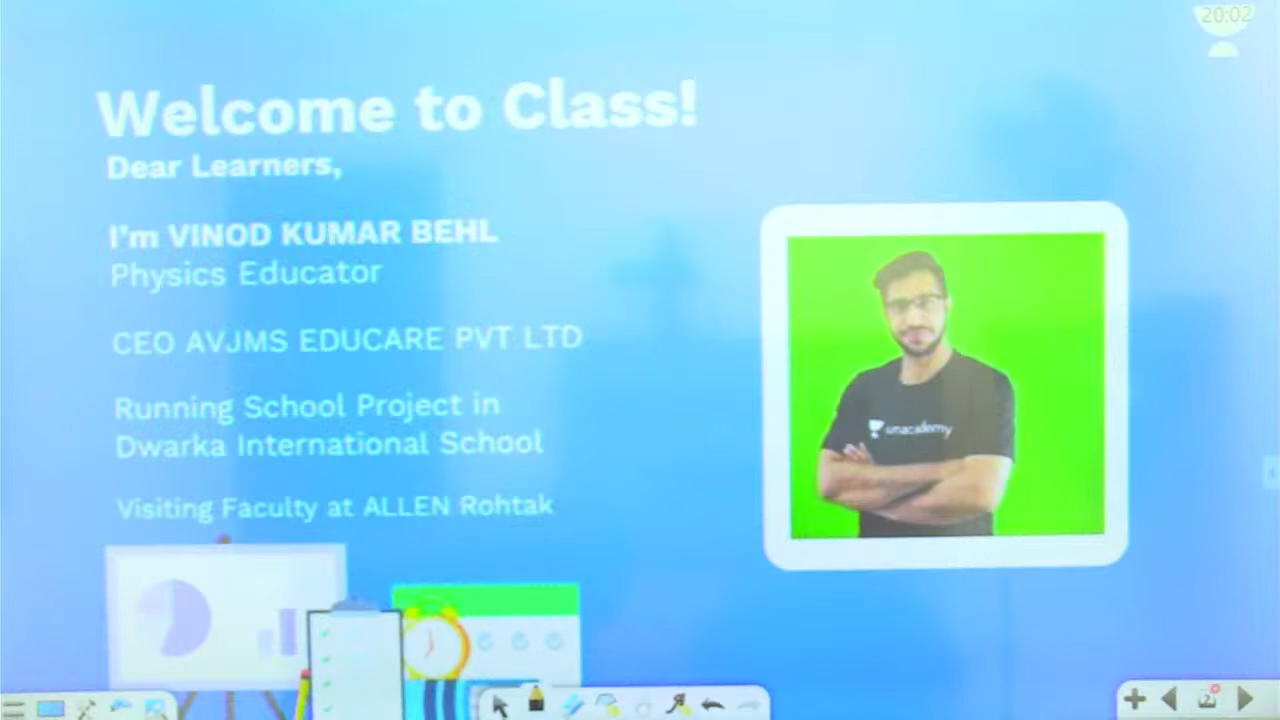 20:02
Welcome to Class!
Dear Learners,
I'm VINOD KUMAR BEHL
Physics Educator
CEO AVJMS EDUCARE PVT LTD
Running School Project in
Dwarka International School
Visiting Faculty at ALLEN Rohtak
unacademy
2